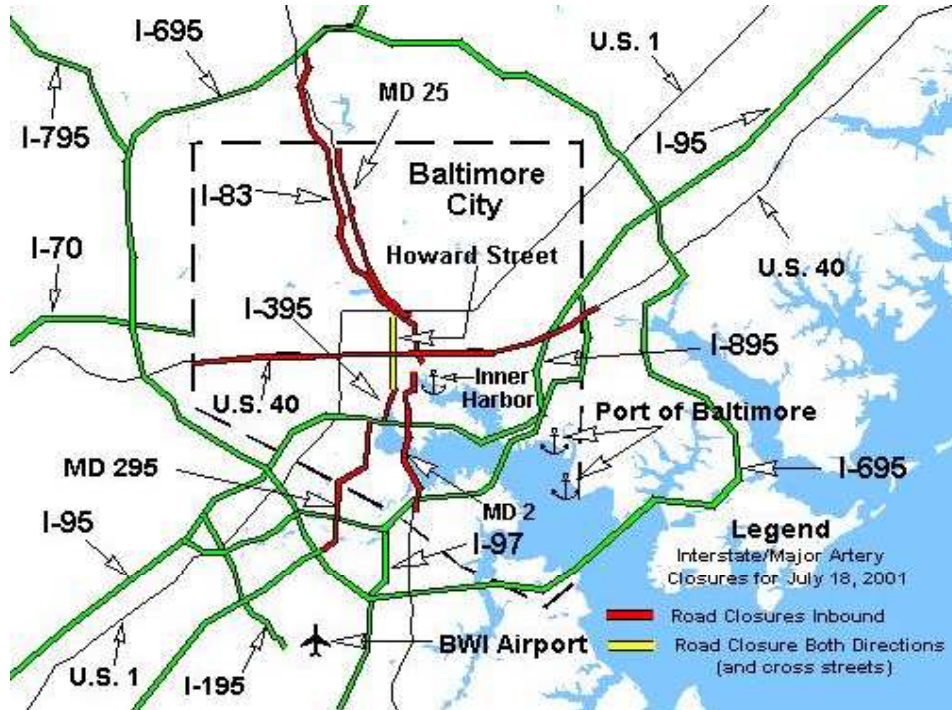 I-695
U.S. 1
I-795
MD 25
I-95
I-83
Baltimore
City
I-70
Howard Street
U.S. 40
I-395
I-895
Inner
Harbor
U.S. 40
Port of Baltimore
MD 295
I-695
MD 2
I-95
I-97
Legend
Interstate/Major Artery
Closures for July 18, 2001
Road Closures Inbound
BWI Airport
Road Closure Both Directions
(and cross streets)
U.S. 1
I-195